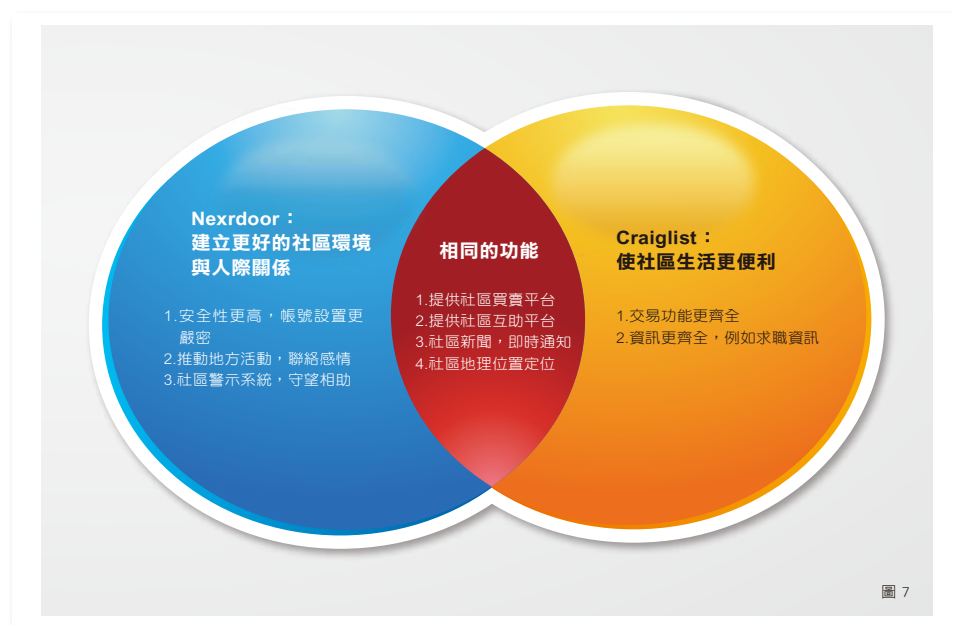 Nexrdoor：
建立更好的社區環境
與人際關係
1.安全性更高，帳號設置更
嚴密
2.推動地方活動，聯絡感情
3.社區警示系統，守望相助
相同的功能
1.提供社區買賣平台
2.提供社區互助平台
3.社區新聞，即時通知
4.社區地理位置定位
Craiglist：
使社區生活更便利
1.交易功能更齊全
2.資訊更齊全，例如求職資訊
圖 7